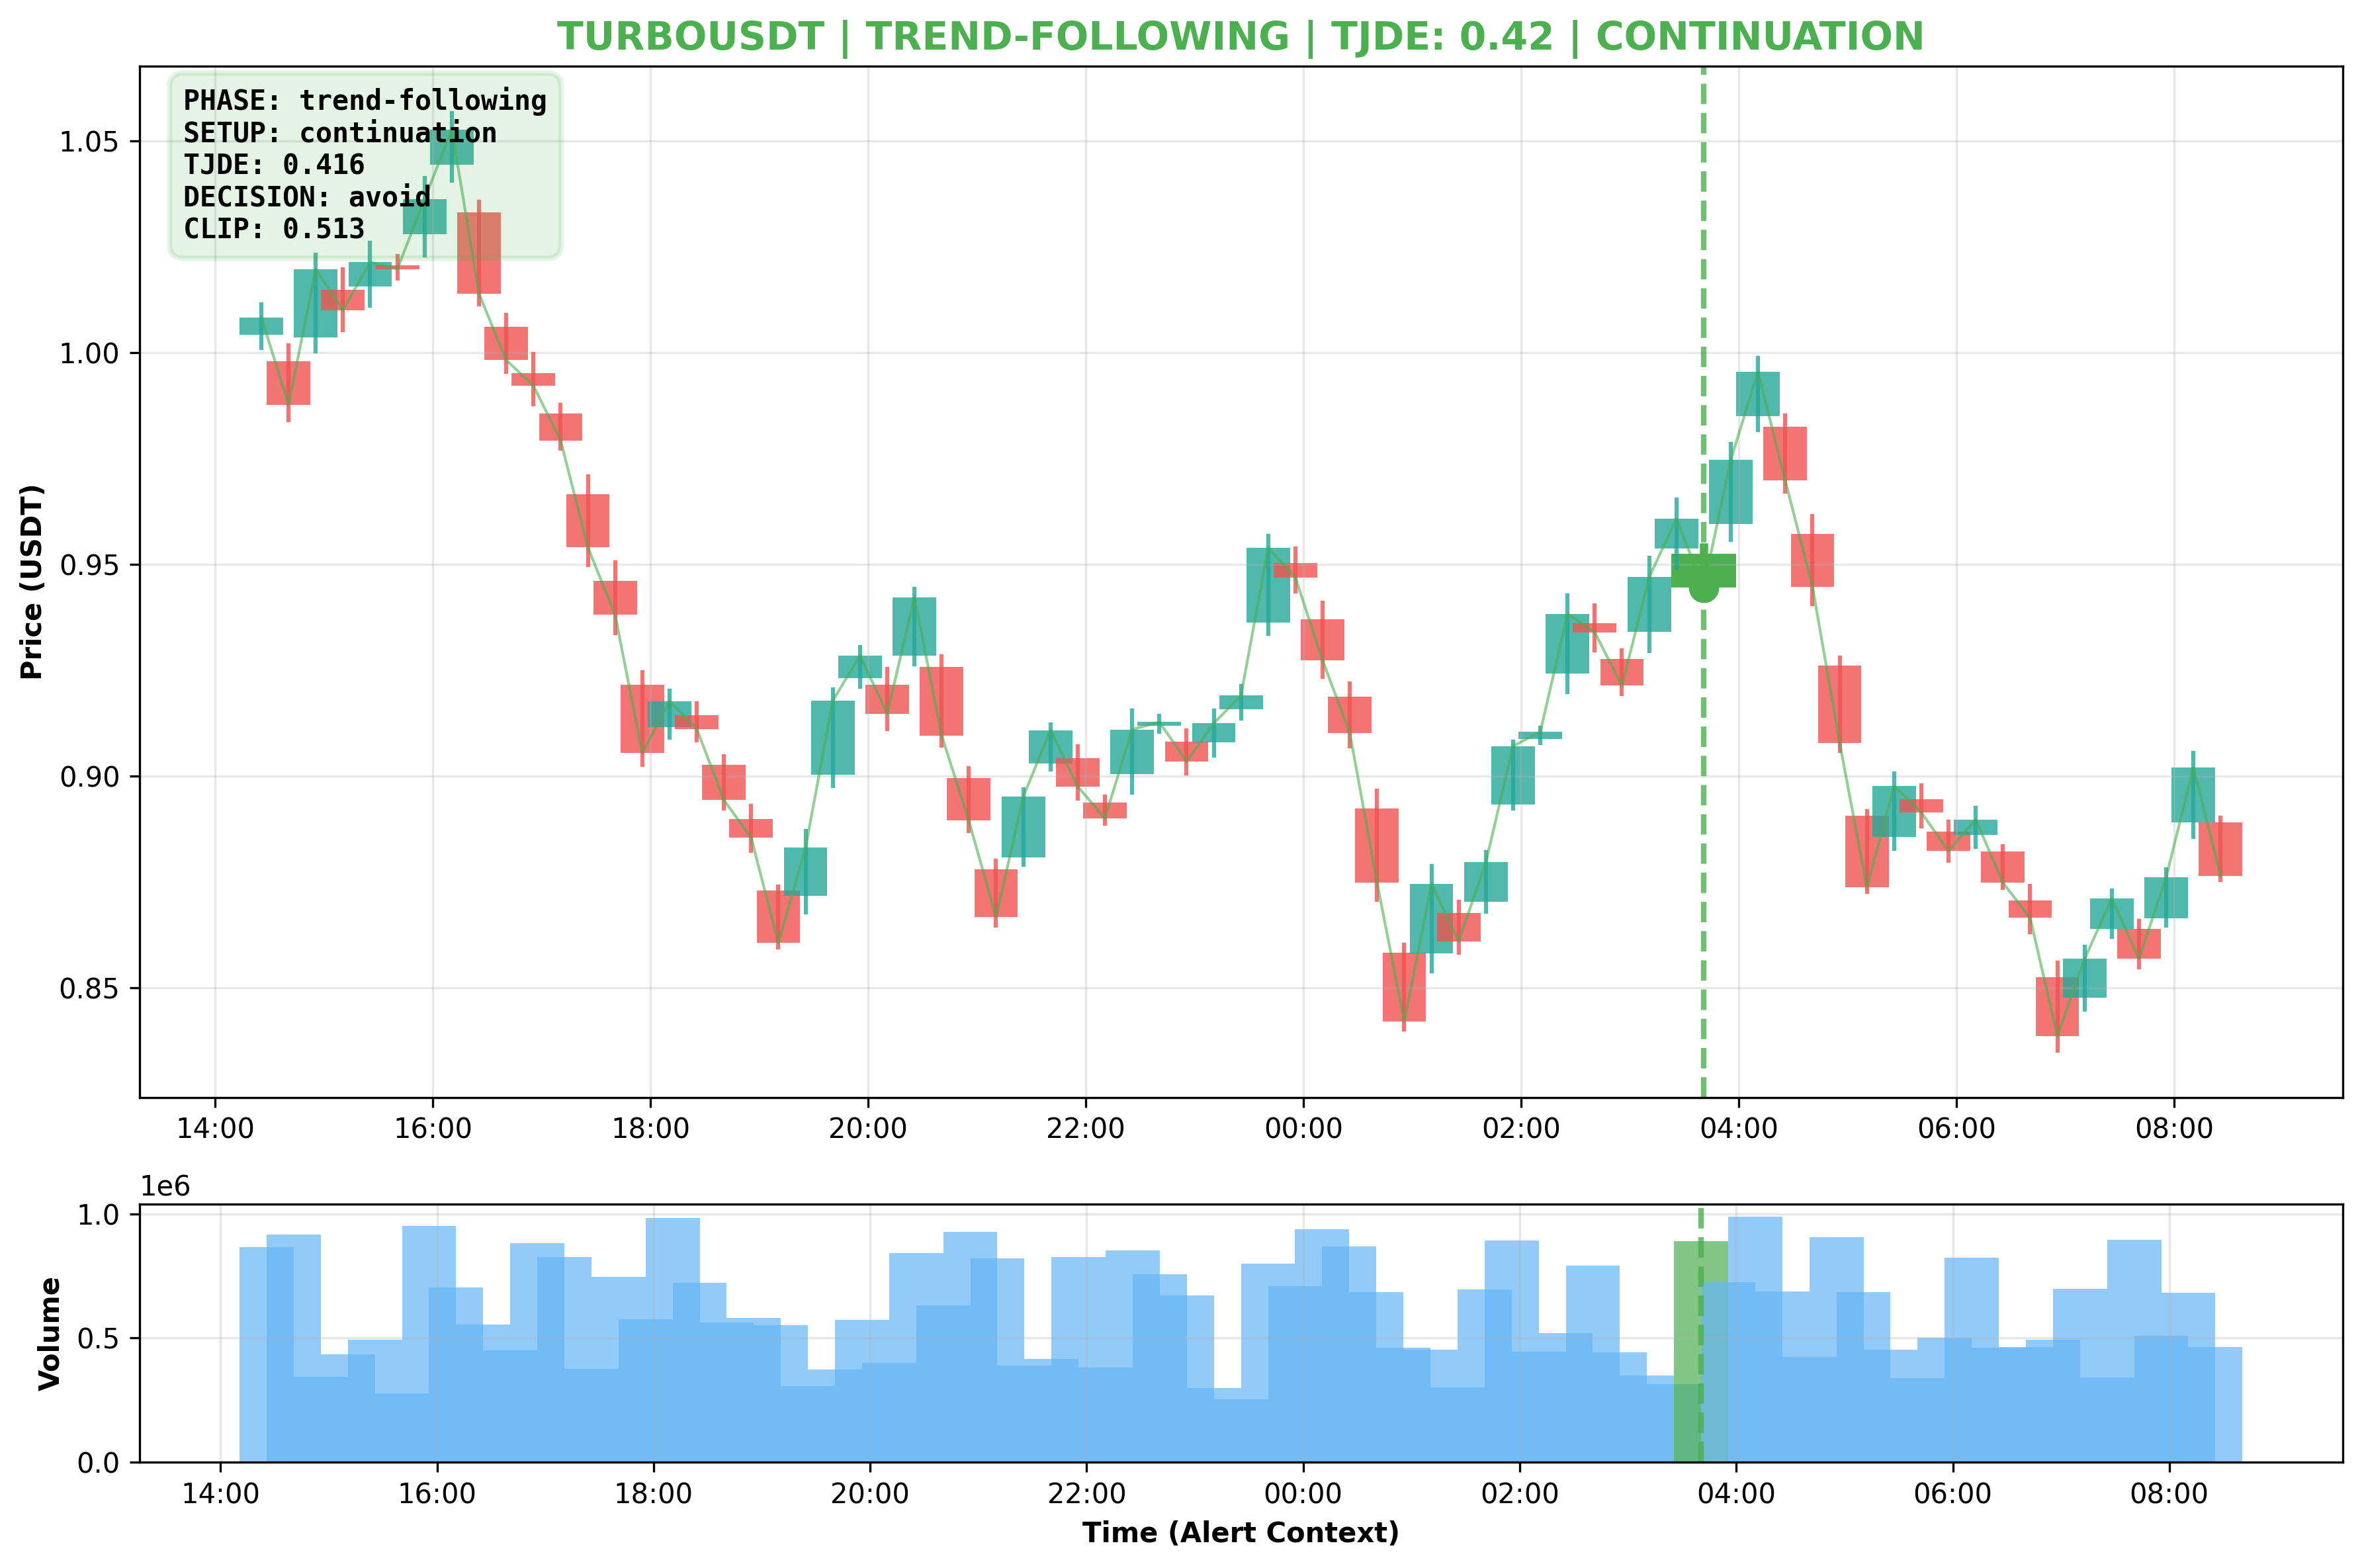 TURBOUSDT | TREND-FOLLOWING | TJDE: 0.42 | CONTINUATION
PHASE: trend-following
SETUP: continuation
TJDE: 0.416
DECISION: avoid
CLIP: 0.513
Price (USDT)
1.05
1.00
0.95
0.90
0.85
14:00 16:00 18:00 20:00 22:00 00:00 02:00 04:00 06:00 08:00
1e6
Volume
1.0
0.5
0.0
14:00 16:00 18:00 20:00 22:00 00:00 02:00 04:00 06:00 08:00
Time (Alert Context)